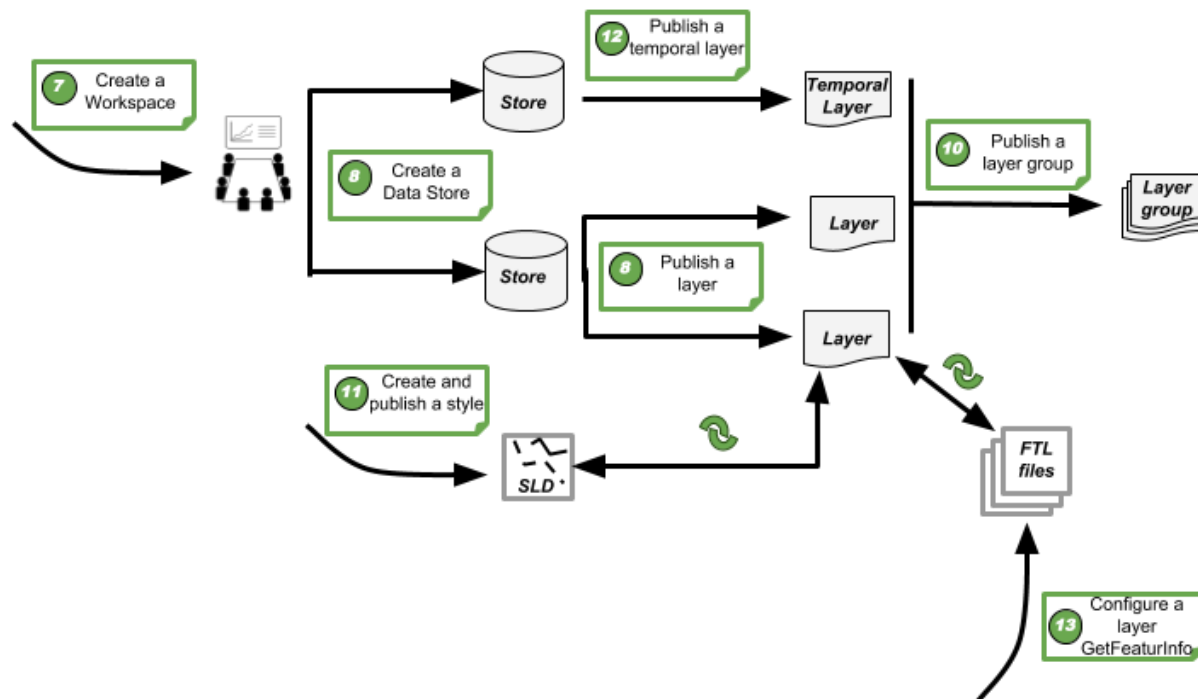 12
Publish a
temporal layer
7
Create a
Workspace
Store
Temporal
Layer
10
Publish a
layer group
8
Create a
Data Store
Layer
Layer
group
Store
8
Publish a
layer
Layer
11
Create and
publish a style
SLD
FTL
files
13
Configure a
layer
GetFeaturInfo